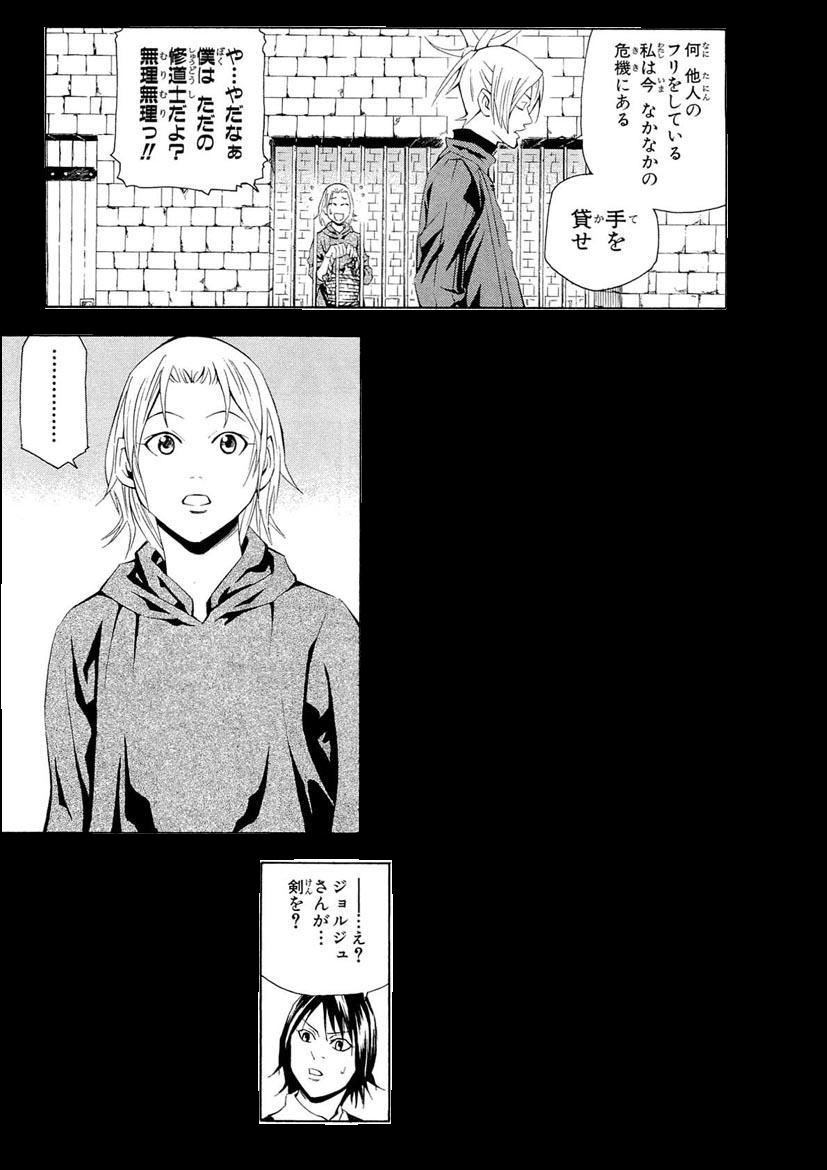 何 他人の
フリをしている
私は今 なかなかの
危機にある
手を
貸せ
や…やだなぁ
僕は ただの
修道士だよ?
無理無理っ!!
…………
――…え?
ジョルジュ
さんが…
剣を?